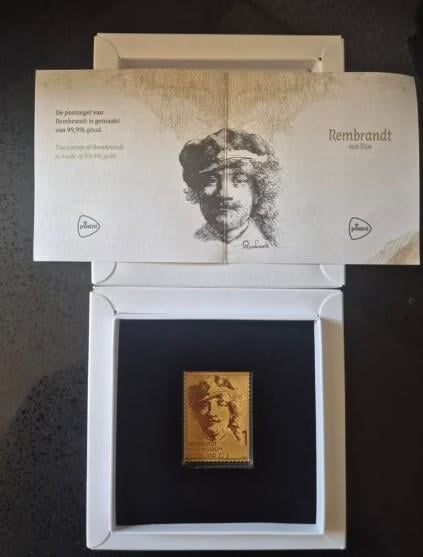 De postzegel van
Rembrandt is gemaakt
van 99,9% goud.
The stamp of Rembrandt
is made of 99.9% gold
postnl
Rembrandt
van Rijn
postnl
Rembrandt
REMBRANDT
1